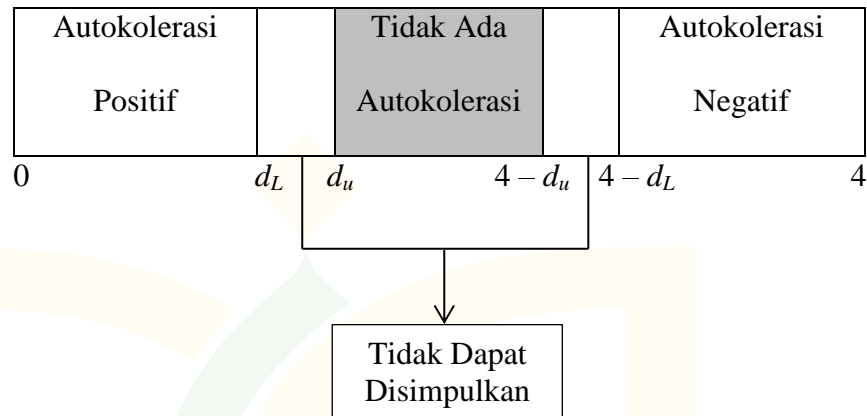 Autokolerasi
Positif
Tidak Ada
Autokolerasi
Autokolerasi
Negatif
0 d_L d_u 4 – d_u 4 – d_L 4
Tidak Dapat
Disimpulkan